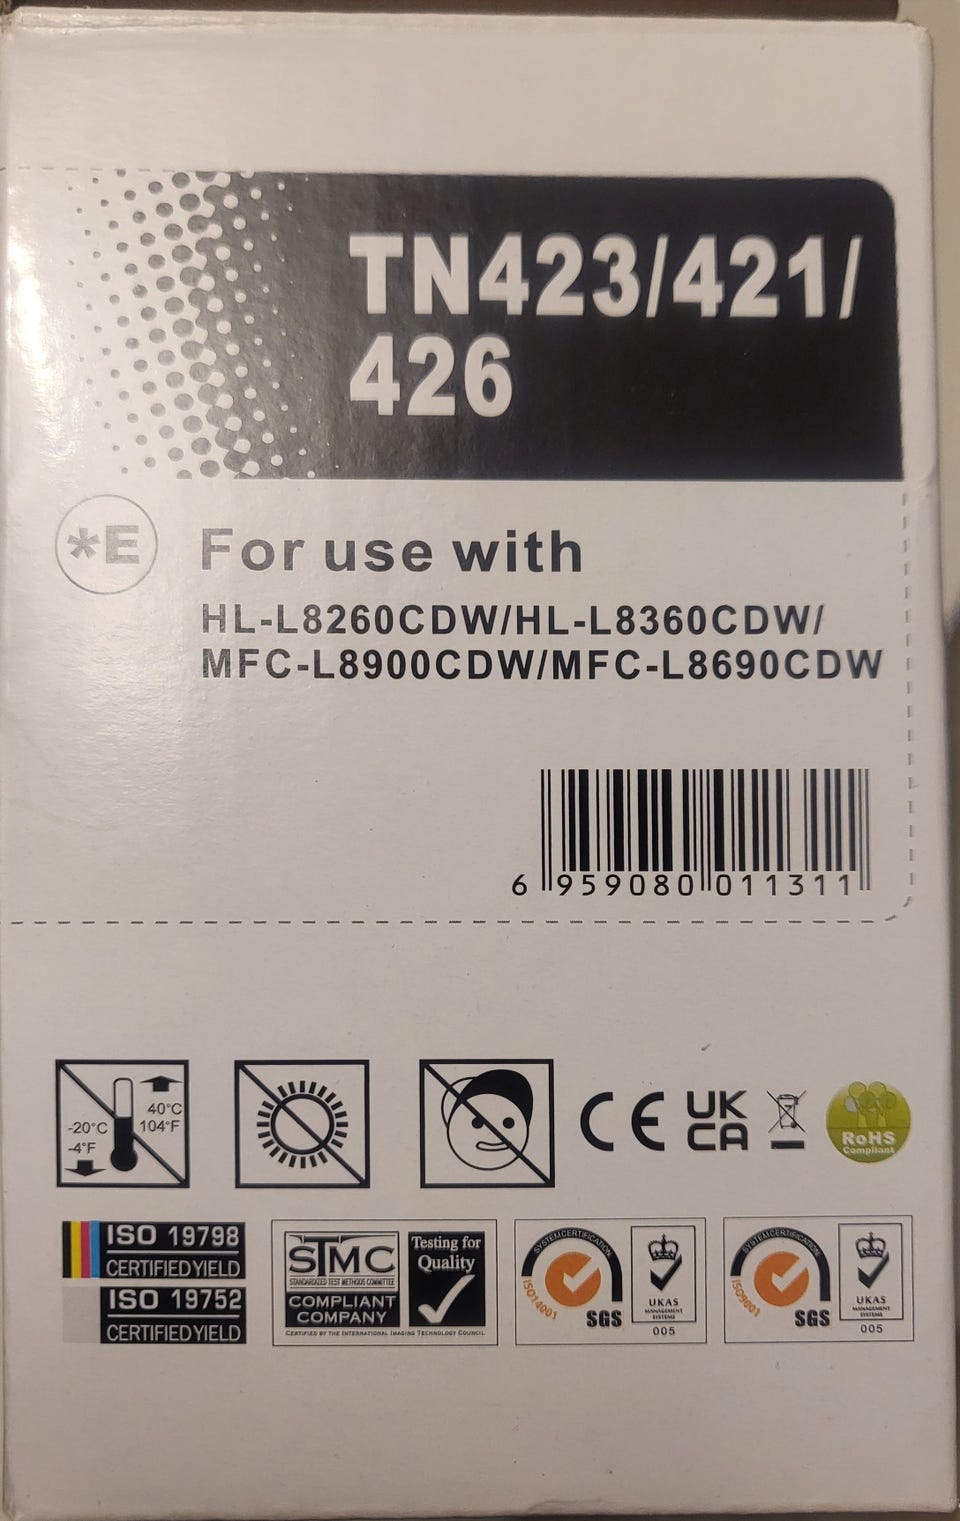 TN423/421/
426
*E
For use with
HL-L8260CDW/HL-L8360CDW/
MFC-L8900CDW/MFC-L8690CDW
6 959080 011311
40°C
104°F
-20°C
-4°F
CE
UK
CA
RoHS
Compliant
ISO 19798
CERTIFIED YIELD
ISO 19752
CERTIFIED YIELD
STMC
STANDARDIZED TEST METHODS COMMITTEE
COMPLIANT
COMPANY
Testing for
Quality
CERTIFIED BY THE INTERNATIONAL IMAGING TECHNOLOGY COUNCIL
SYSTEM CERTIFICATION
ISO14001
SGS
UKAS
MANAGEMENT
SYSTEMS
005
SYSTEM CERTIFICATION
ISO9001
SGS
UKAS
MANAGEMENT
SYSTEMS
005